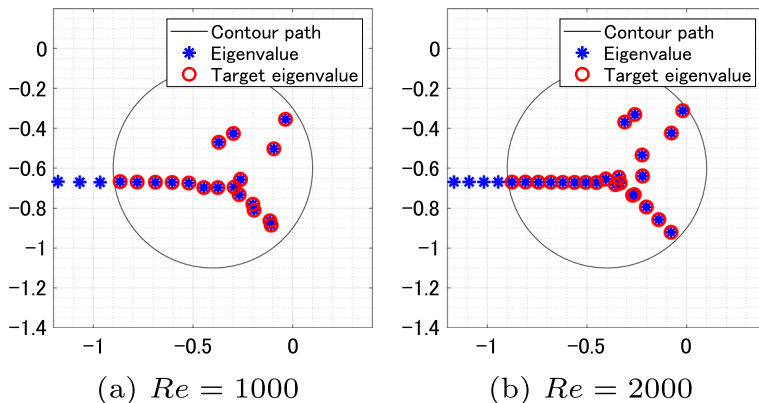 Contour path
Eigenvalue
Target eigenvalue
0
-0.2
-0.4
-0.6
-0.8
-1
-1.2
-1.4
-1
-0.5
0
(a) Re = 1000
Contour path
Eigenvalue
Target eigenvalue
0
-0.2
-0.4
-0.6
-0.8
-1
-1.2
-1.4
-1
-0.5
0
(b) Re = 2000